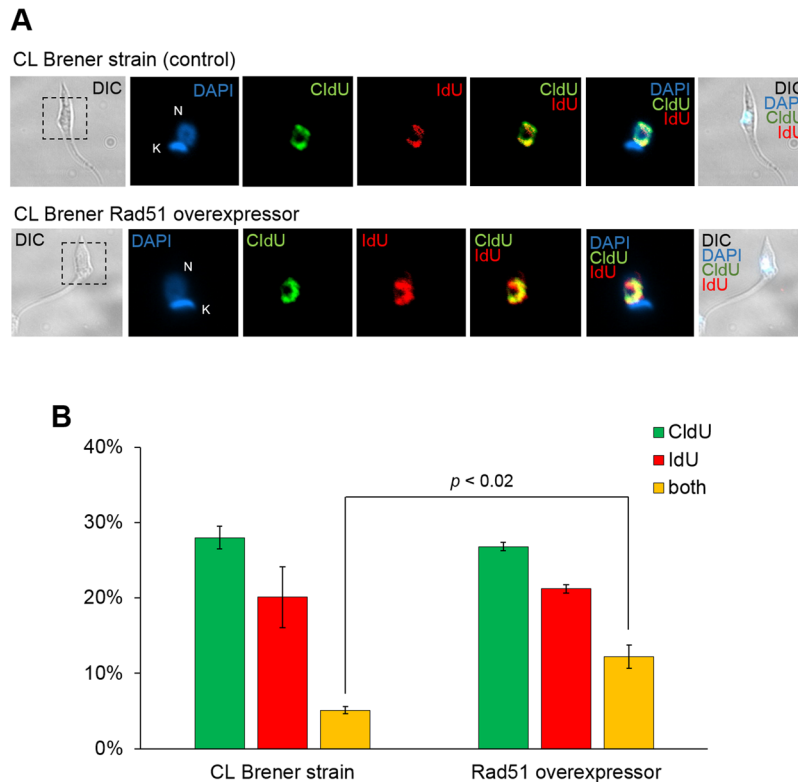 A
CL Brener strain (control)
DIC
DAPI
N
K
CldU
IdU
CldU
IdU
DAPI
CldU
IdU
DIC
DAPI
CldU
IdU
CL Brener Rad51 overexpressor
DIC
DAPI
N
K
CldU
IdU
CldU
IdU
DAPI
CldU
IdU
DIC
DAPI
CldU
IdU
B
40%
30%
20%
10%
0%
p < 0.02
CldU
IdU
both
CL Brener strain
Rad51 overexpressor